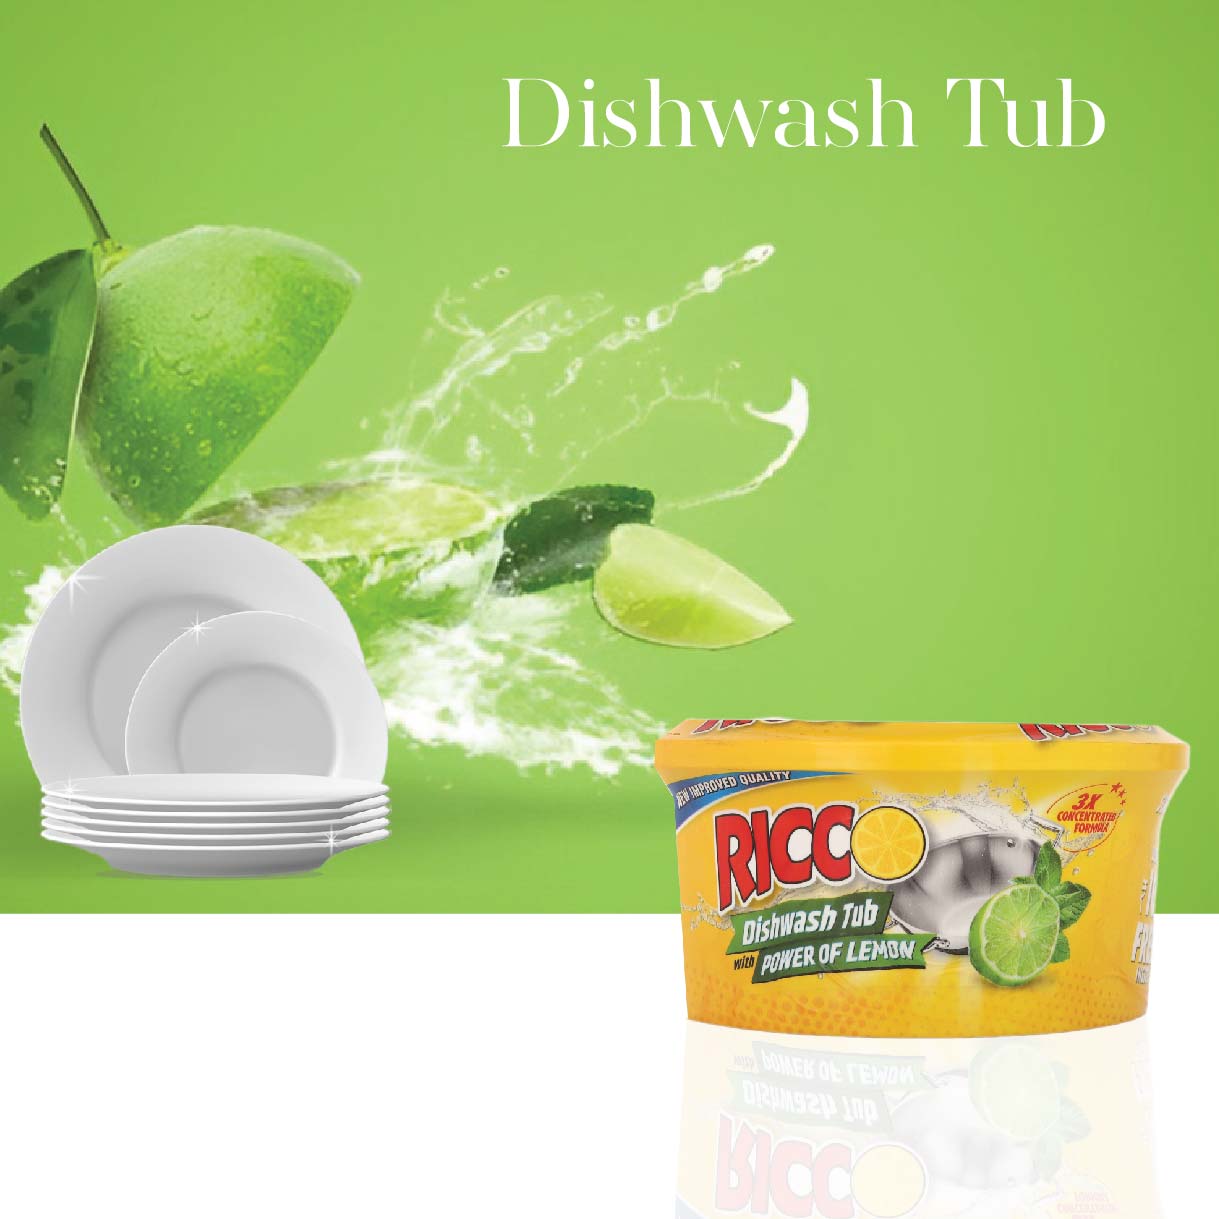 Dishwash Tub
NEW IMPROVED QUALITY
RICCO
3X
CONCENTRATED
FORMULA
Dishwash Tub
with POWER OF LEMON